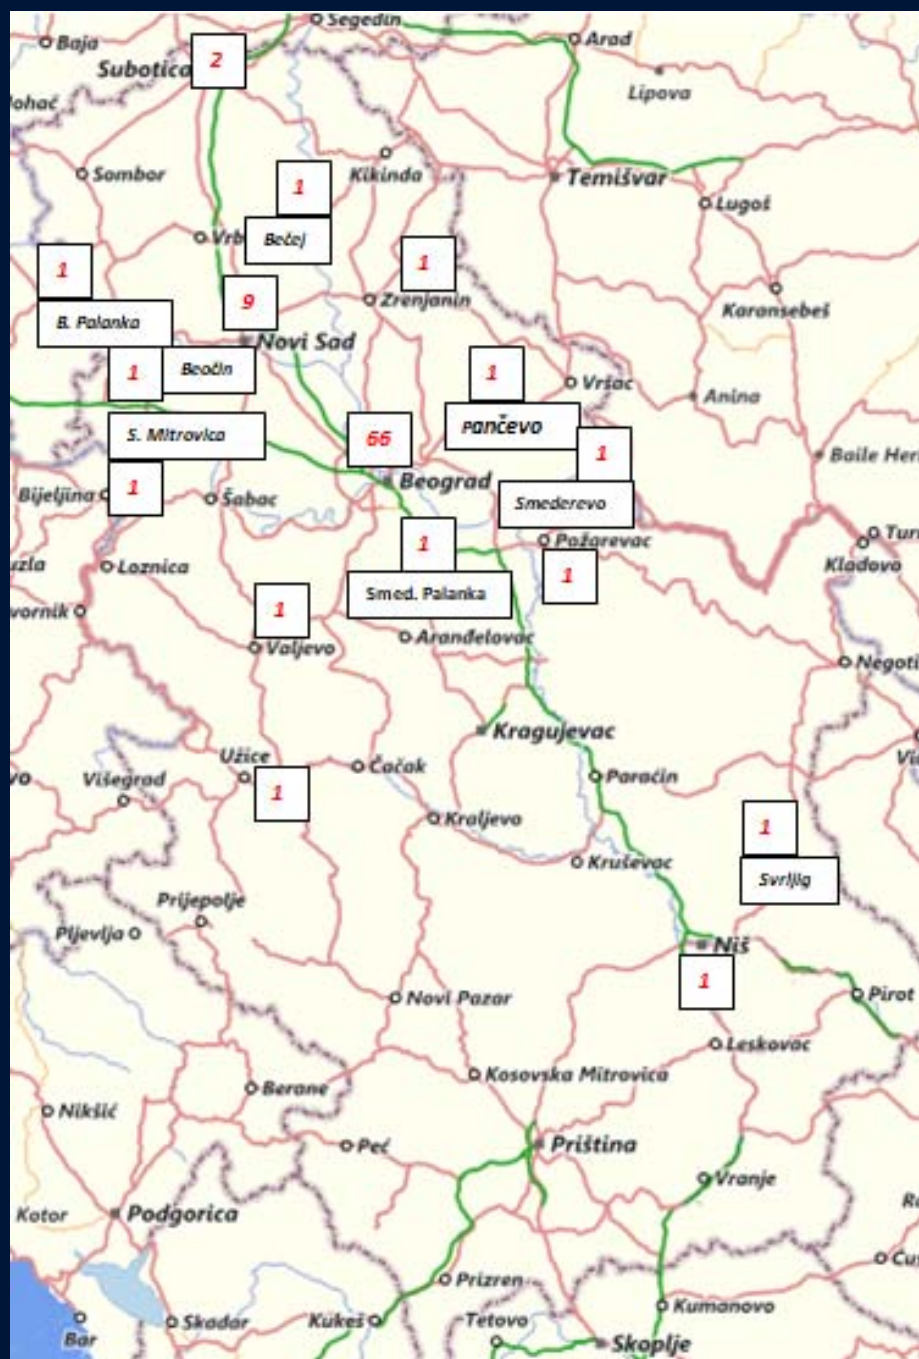 Segedin
Baja
Arad
2
Subotica
Lipova
Sombor
Kikinda
Temišvar
Lugoš
1
Bečej
1
B. Palanka
1
Zrenjanin
Karansebeš
9
Novi Sad
1
Beočin
Vršac
Anina
1
Pančevo
S. Mitrovica
66
Beograd
1
Smederevo
Bijeljina
1
Šabac
1
Smed. Palanka
Požarevac
1
Kladovo
Loznica
1
Valjevo
Aranđelovac
Kragujevac
Užice
1
Čačak
Višegrad
Paraćin
Kraljevo
1
Svrljig
Kruševac
Prijepolje
Pljevlja
Niš
1
Pirot
Novi Pazar
Leskovac
Berane
Kosovska Mitrovica
Nikšić
Peć
Priština
Vranje
Kotor
Podgorica
Prizren
Kumanovo
Bar
Skadar
Kukeš
Tetovo
Skoplje